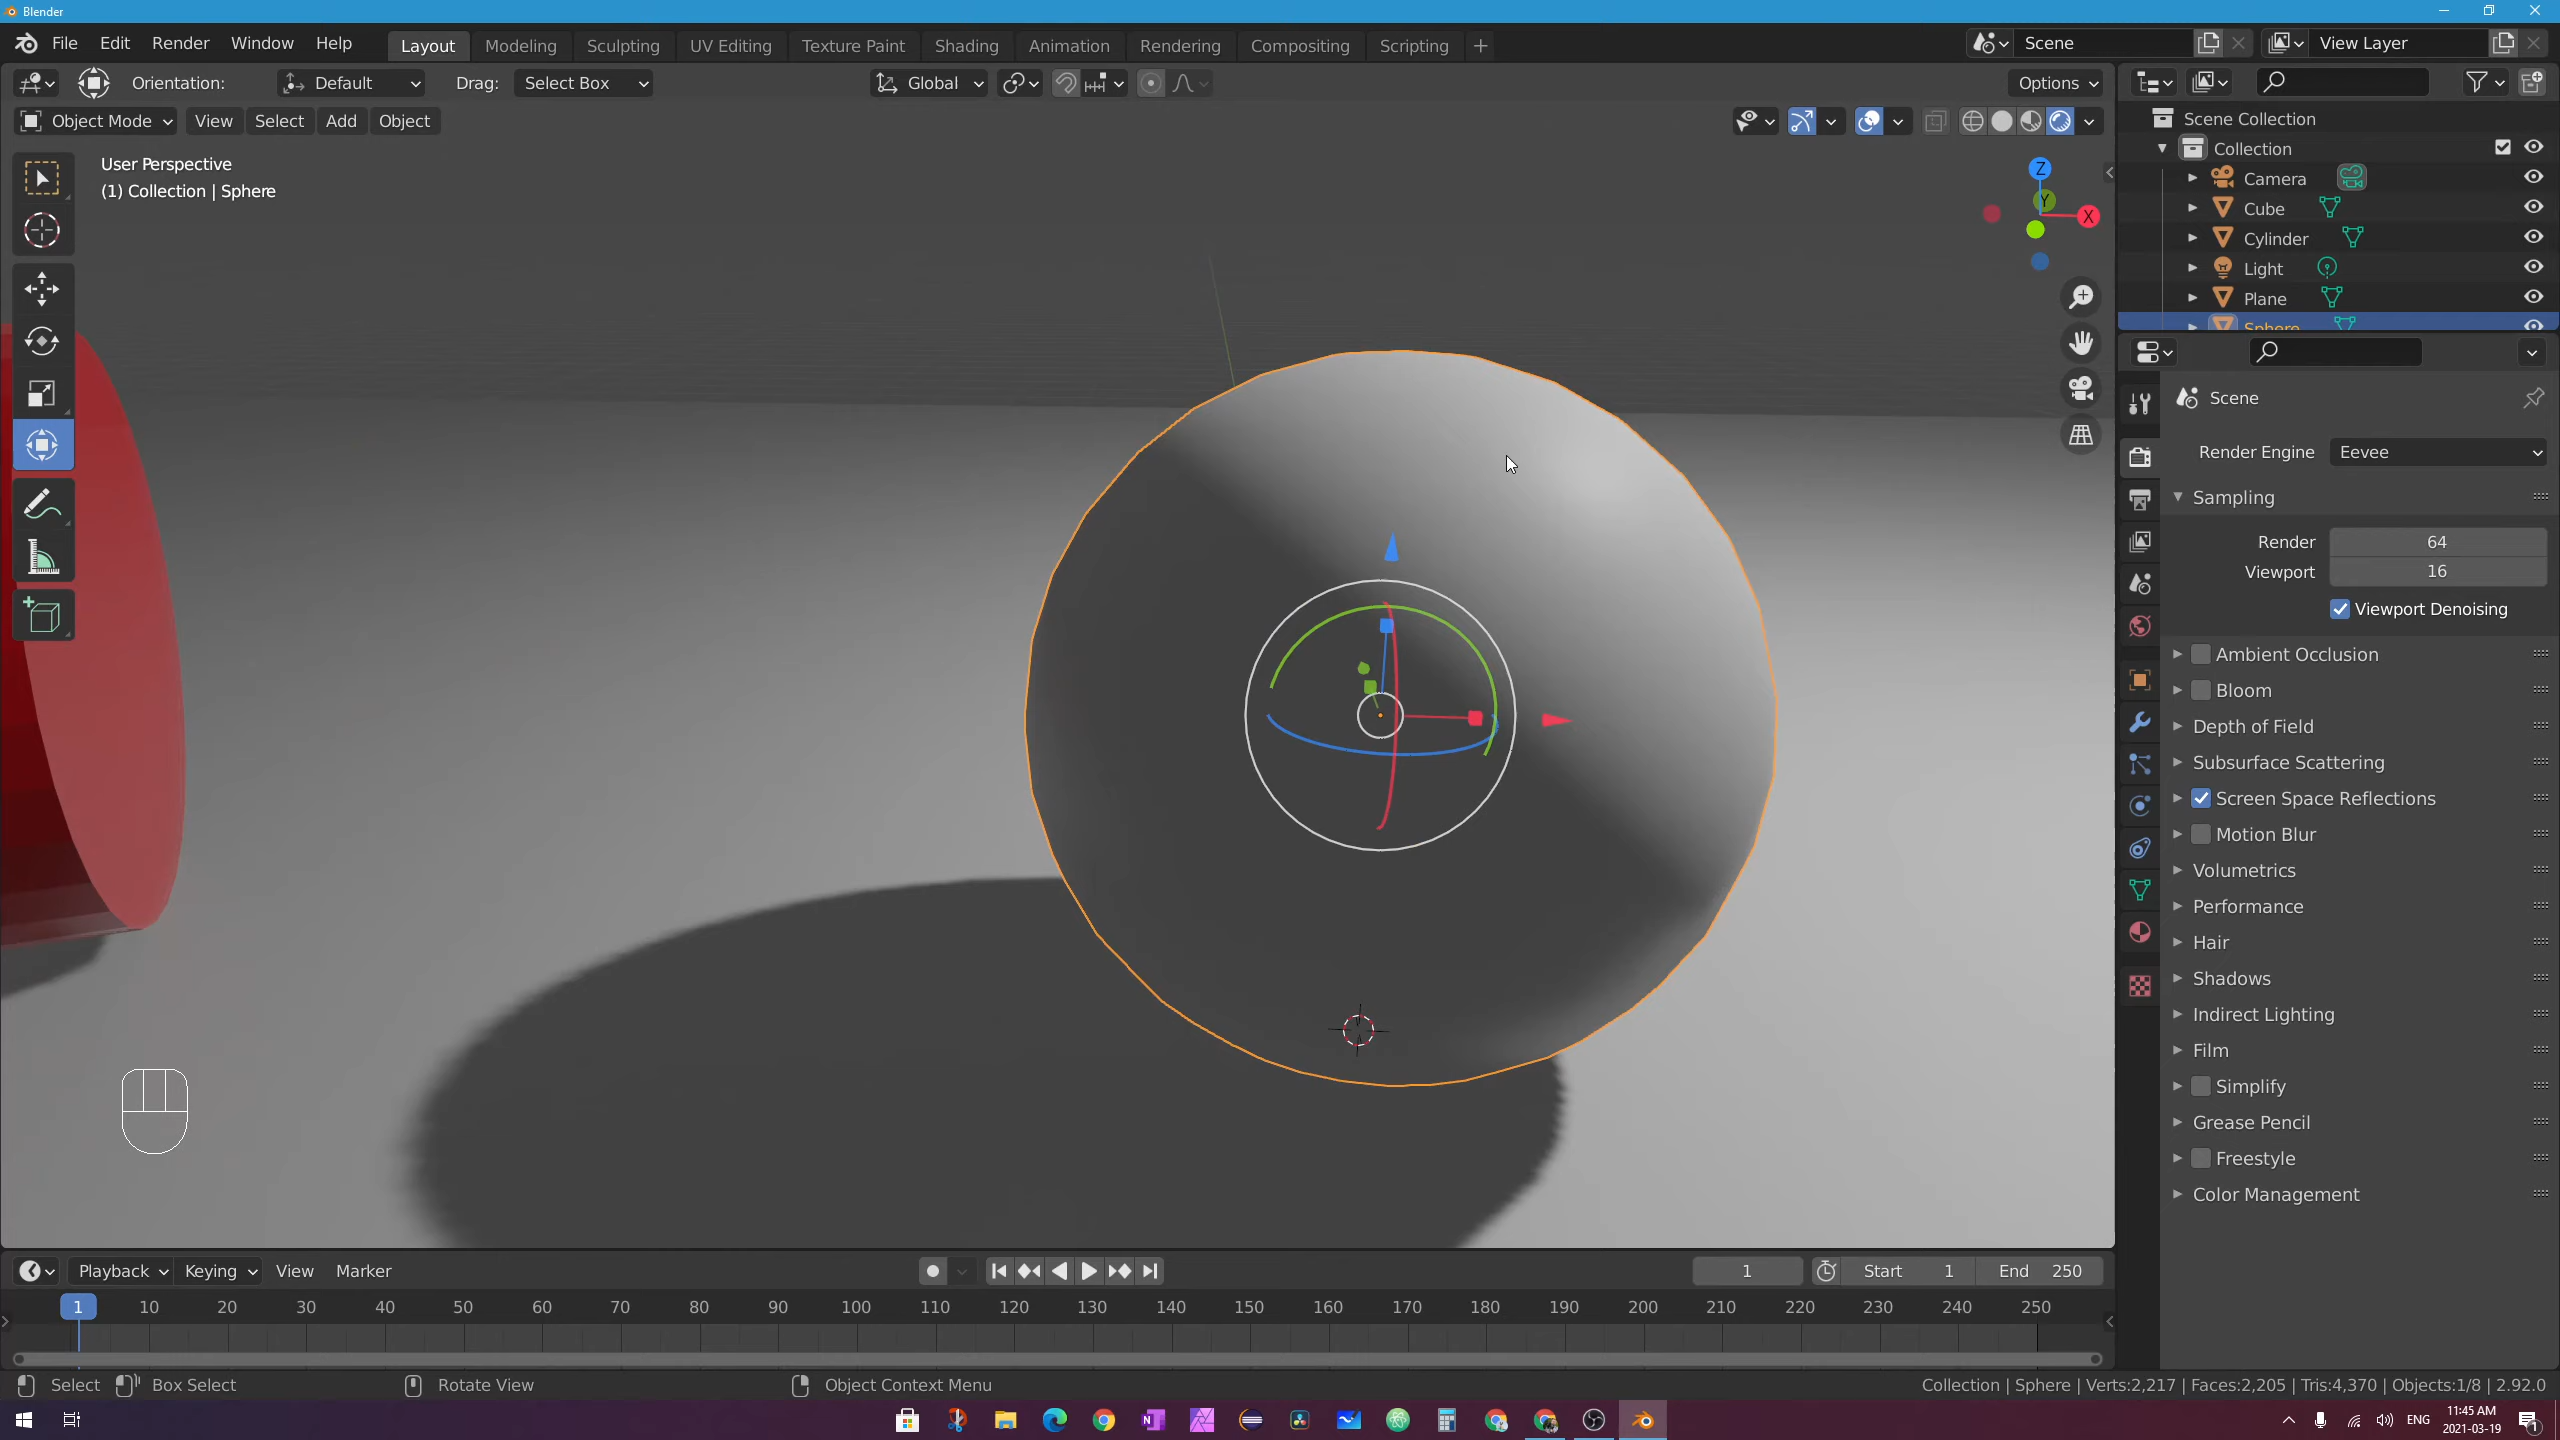 Blender
File Edit Render Window Help Layout Modeling Sculpting UV Editing Texture Paint Shading Animation Rendering Compositing Scripting + Scene View Layer
Orientation: Default Drag: Select Box Global Options
Object Mode View Select Add Object
User Perspective
(1) Collection | Sphere
Z
Y
X
Scene Collection
Collection
Camera
Cube
Cylinder
Light
Plane
Sphere
Scene
Render Engine Eevee
Sampling
Render 64
Viewport 16
Viewport Denoising
Ambient Occlusion
Bloom
Depth of Field
Subsurface Scattering
Screen Space Reflections
Motion Blur
Volumetrics
Performance
Hair
Shadows
Indirect Lighting
Film
Simplify
Grease Pencil
Freestyle
Color Management
Playback Keying View Marker 1 Start 1 End 250
1 10 20 30 40 50 60 70 80 90 100 110 120 130 140 150 160 170 180 190 200 210 220 230 240 250
Select Box Select Rotate View Object Context Menu Collection | Sphere | Verts:2,217 | Faces:2,205 | Tris:4,370 | Objects:1/8 | 2.92.0
ENG
11:45 AM
2021-03-19
1